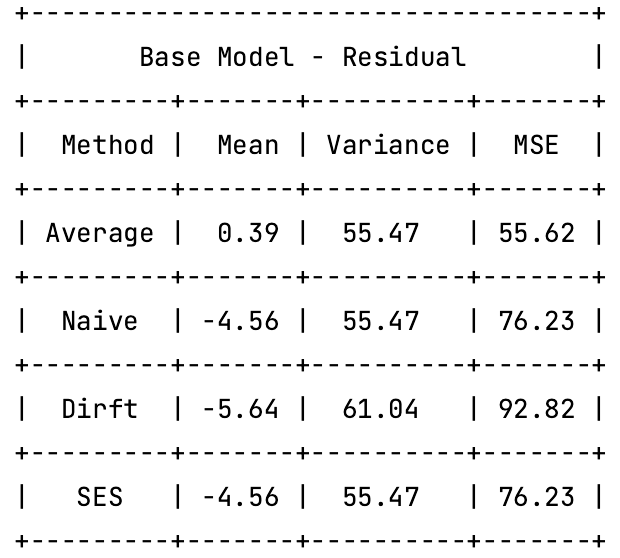 +-------------------------------------+
|       Base Model - Residual        |
+---------+-------+----------+-------+
|  Method |  Mean | Variance |  MSE  |
+---------+-------+----------+-------+
| Average |  0.39 |  55.47   | 55.62 |
+---------+-------+----------+-------+
|  Naive  | -4.56 |  55.47   | 76.23 |
+---------+-------+----------+-------+
|  Dirft  | -5.64 |  61.04   | 92.82 |
+---------+-------+----------+-------+
|   SES   | -4.56 |  55.47   | 76.23 |
+---------+-------+----------+-------+